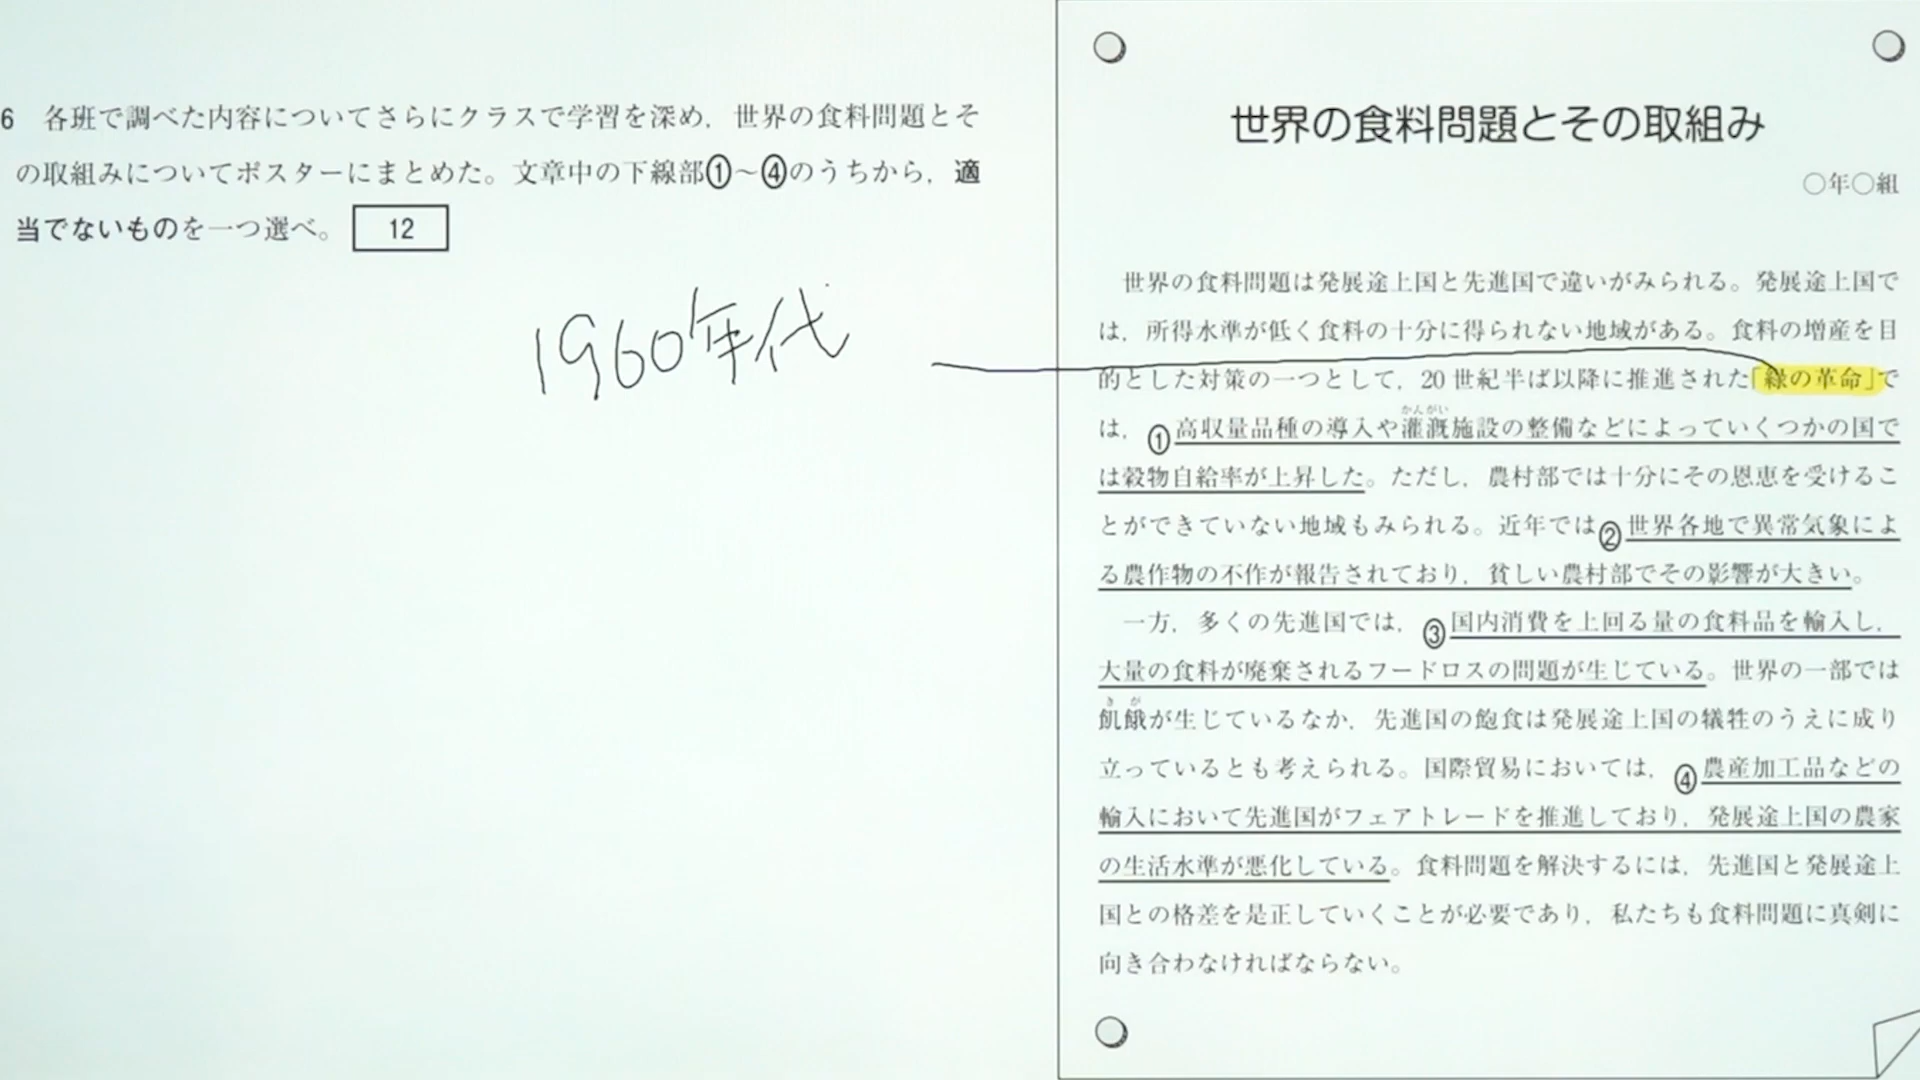 6 各班で調べた内容についてさらにクラスで学習を深め，世界の食料問題とそ
の取組みについてポスターにまとめた。文章中の下線部①～④のうちから，適
当でないものを一つ選べ。 12
1960年代
世界の食料問題とその取組み
○年○組
世界の食料問題は発展途上国と先進国で違いがみられる。発展途上国で
は，所得水準が低く食料の十分に得られない地域がある。食料の増産を目
的とした対策の一つとして，20世紀半ば以降に推進された「緑の革命」で
かんがい
は，①高収量品種の導入や灌漑施設の整備などによっていくつかの国で
は穀物自給率が上昇した。ただし，農村部では十分にその恩恵を受けるこ
とができていない地域もみられる。近年では②世界各地で異常気象によ
る農作物の不作が報告されており，貧しい農村部でその影響が大きい。
一方，多くの先進国では，③国内消費を上回る量の食料品を輸入し，
大量の食料が廃棄されるフードロスの問題が生じている。世界の一部では
きが
飢餓が生じているなか，先進国の飽食は発展途上国の犠牲のうえに成り
立っているとも考えられる。国際貿易においては，④農産加工品などの
輸入において先進国がフェアトレードを推進しており，発展途上国の農家
の生活水準が悪化している。食料問題を解決するには，先進国と発展途上
国との格差を是正していくことが必要であり，私たちも食料問題に真剣に
向き合わなければならない。